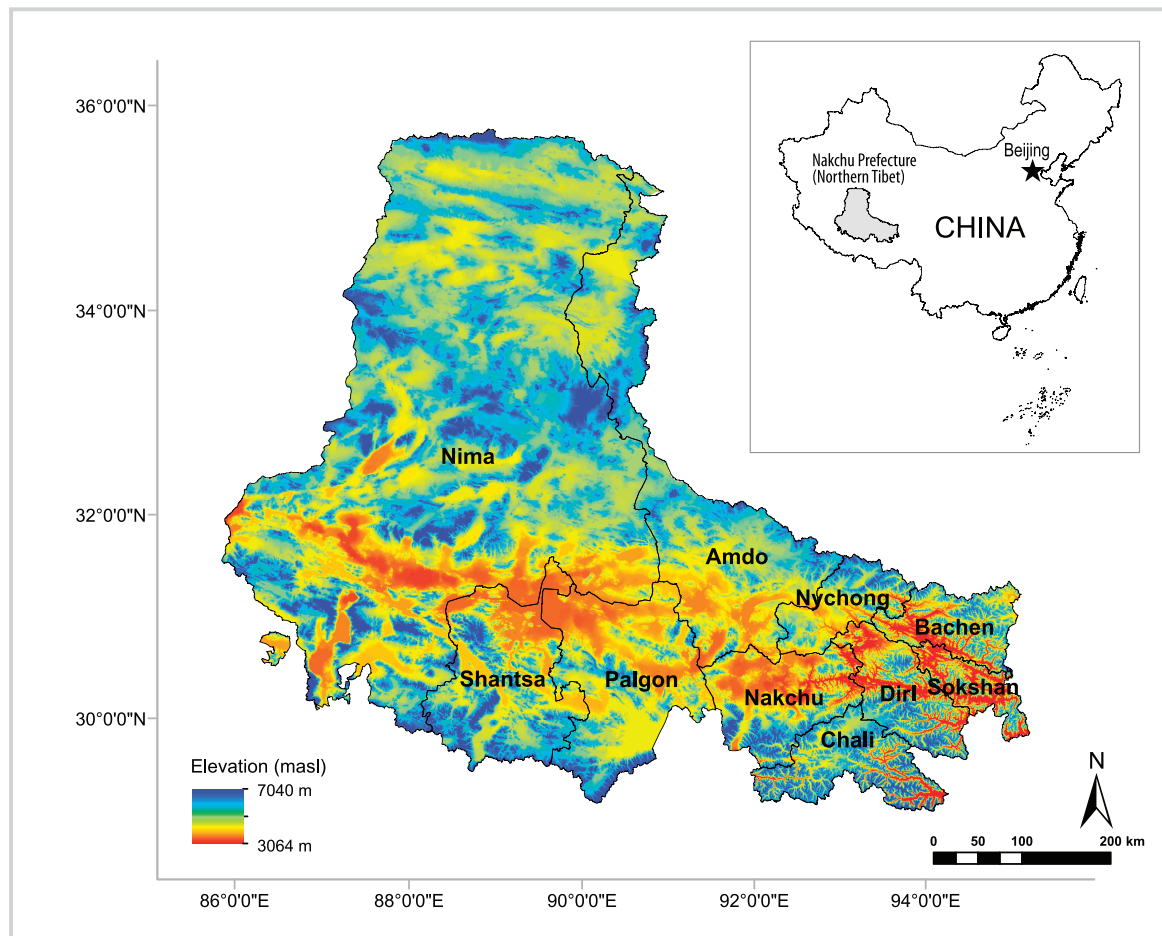 36°0'0"N
34°0'0"N
32°0'0"N
30°0'0"N
Nakchu Prefecture
(Northern Tibet)
Beijing
CHINA
Nima
Amdo
Nychong
Bachen
Shantsa
Palgon
Nakchu
Dirl
Sokshan
Chali
Elevation (masl)
7040 m
3064 m
N
0 50 100 200 km
86°0'0"E 88°0'0"E 90°0'0"E 92°0'0"E 94°0'0"E